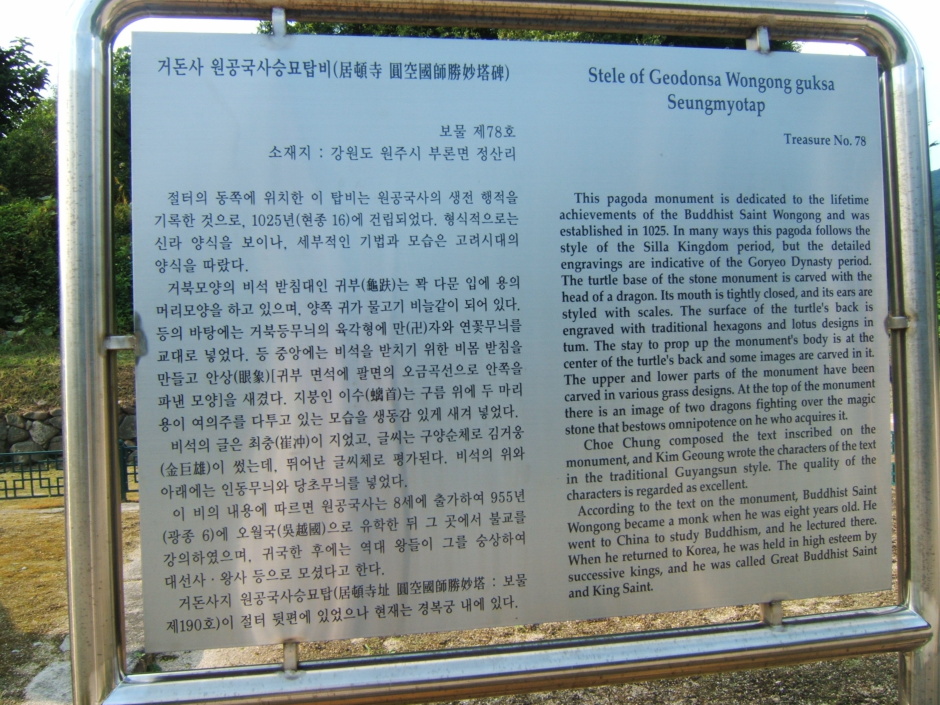 거돈사 원공국사승묘탑비(居頓寺 圓空國師勝妙塔碑)
보물 제78호
소재지 : 강원도 원주시 부론면 정산리
절터의 동쪽에 위치한 이 탑비는 원공국사의 생전 행적을
기록한 것으로, 1025년(현종 16)에 건립되었다. 형식적으로는
신라 양식을 보이나, 세부적인 기법과 모습은 고려시대의
양식을 따랐다.
거북모양의 비석 받침대인 귀부(龜趺)는 꽉 다문 입에 용의
머리모양을 하고 있으며, 양쪽 귀가 물고기 비늘같이 되어 있다.
등의 바탕에는 거북등무늬의 육각형에 만(卍)자와 연꽃무늬를
교대로 넣었다. 등 중앙에는 비석을 받치기 위한 비몸 받침을
만들고 안상(眼象)[귀부 면석에 팔면의 오금곡선으로 안쪽을
파낸 모양]을 새겼다. 지붕인 이수(螭首)는 구름 위에 두 마리
용이 여의주를 다투고 있는 모습을 생동감 있게 새겨 넣었다.
비석의 글은 최충(崔冲)이 지었고, 글씨는 구양순체로 김거웅
(金巨雄)이 썼는데, 뛰어난 글씨체로 평가된다. 비석의 위와
아래에는 인동무늬와 당초무늬를 넣었다.
이 비의 내용에 따르면 원공국사는 8세에 출가하여 955년
(광종 6)에 오월국(吳越國)으로 유학한 뒤 그 곳에서 불교를
강의하였으며, 귀국한 후에는 역대 왕들이 그를 숭상하여
대선사·왕사 등으로 모셨다고 한다.
거돈사지 원공국사승묘탑(居頓寺址 圓空國師勝妙塔 : 보물
제190호)이 절터 뒷편에 있었으나 현재는 경복궁 내에 있다.
Stele of Geodonsa Wongong guksa
Seungmyotap
Treasure No. 78
This pagoda monument is dedicated to the lifetime
achievements of the Buddhist Saint Wongong and was
established in 1025. In many ways this pagoda follows the
style of the Silla Kingdom period, but the detailed
engravings are indicative of the Goryeo Dynasty period.
The turtle base of the stone monument is carved with the
head of a dragon. Its mouth is tightly closed, and its ears are
styled with scales. The surface of the turtle's back is
engraved with traditional hexagons and lotus designs in
turn. The stay to prop up the monument's body is at the
center of the turtle's back and some images are carved in it.
The upper and lower parts of the monument have been
carved in various grass designs. At the top of the monument
there is an image of two dragons fighting over the magic
stone that bestows omnipotence on he who acquires it.
Choe Chung composed the text inscribed on the
monument, and Kim Geoung wrote the characters of the text
in the traditional Guyangsun style. The quality of the
characters is regarded as excellent.
According to the text on the monument, Buddhist Saint
Wongong became a monk when he was eight years old. He
went to China to study Buddhism, and he lectured there.
When he returned to Korea, he was held in high esteem by
successive kings, and he was called Great Buddhist Saint
and King Saint.